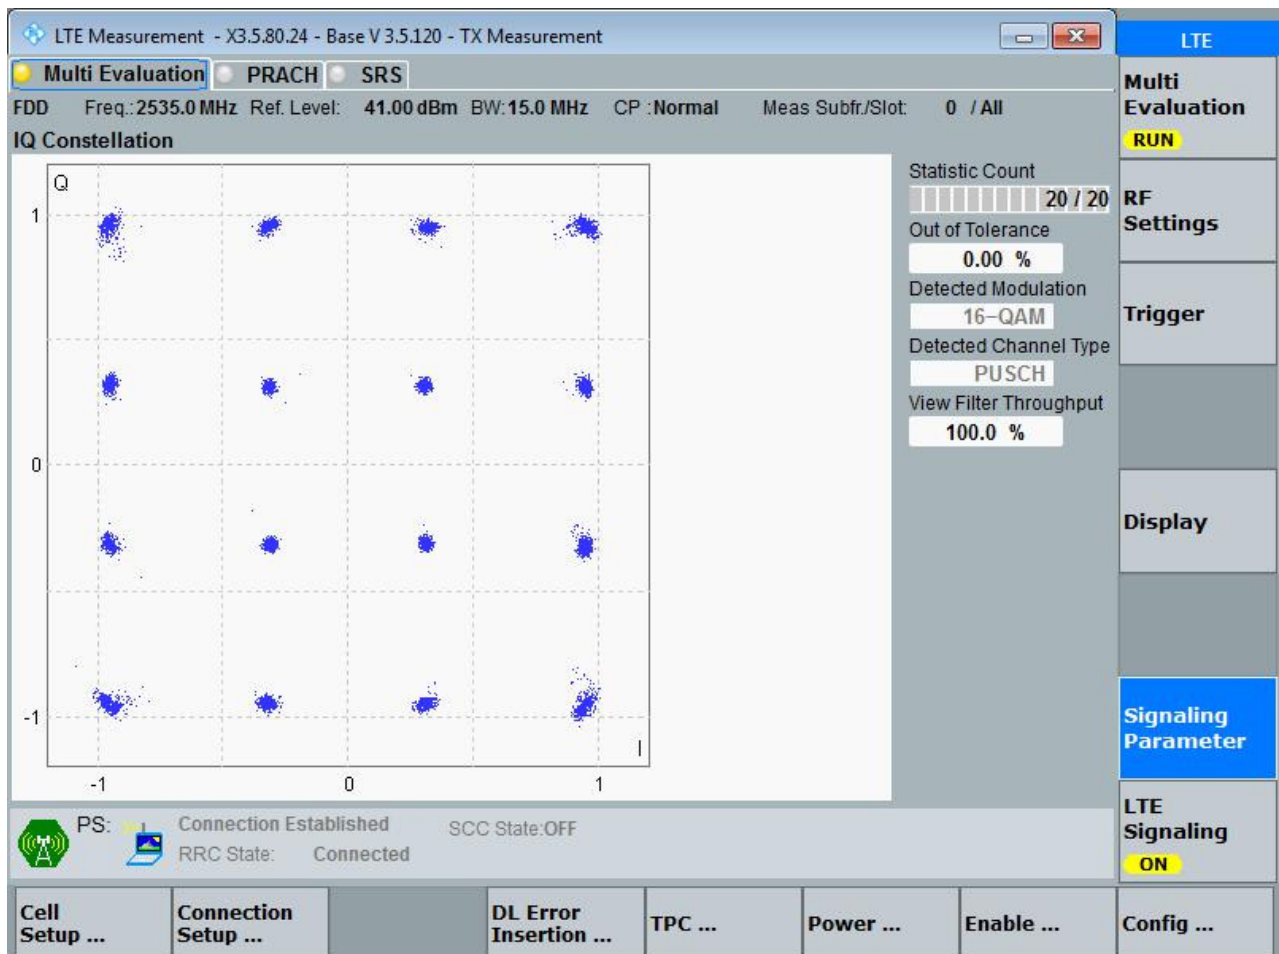 LTE Measurement - X3.5.80.24 - Base V 3.5.120 - TX Measurement
LTE
Multi Evaluation PRACH SRS
FDD Freq.: 2535.0 MHz Ref. Level: 41.00 dBm BW: 15.0 MHz CP : Normal Meas Subfr./Slot: 0 / All
IQ Constellation
Q
1
0
-1
I
-1 0 1
Statistic Count
20 / 20
Out of Tolerance
0.00 %
Detected Modulation
16-QAM
Detected Channel Type
PUSCH
View Filter Throughput
100.0 %
Multi
Evaluation
RUN
RF
Settings
Trigger
Display
Signaling
Parameter
LTE
Signaling
ON
PS: Connection Established SCC State:OFF
RRC State: Connected
Cell
Setup ...
Connection
Setup ...
DL Error
Insertion ...
TPC ...
Power ...
Enable ...
Config ...